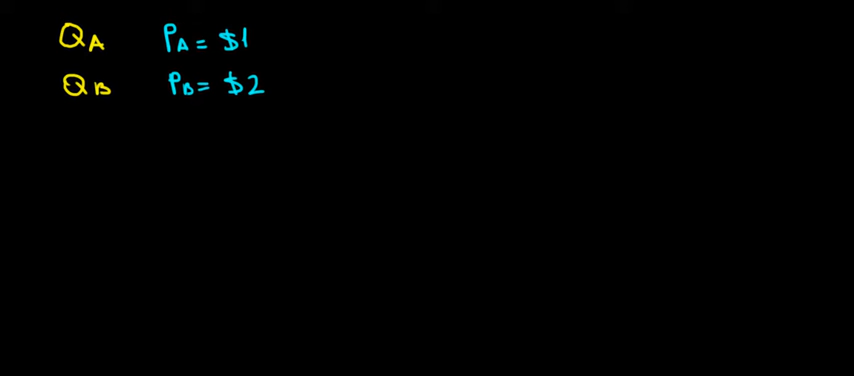 QA PA = $1
QB PB = $2